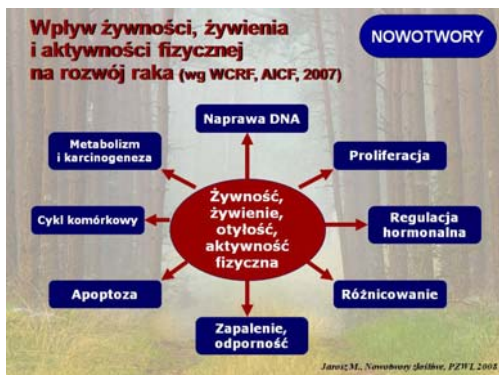 Wpływ żywności, żywienia
i aktywności fizycznej
na rozwój raka (wg WCRF, AICF, 2007)
NOWOTWORY
Naprawa DNA
Metabolizm
i karcinogeneza
Proliferacja
Cykl komórkowy
Żywność,
żywienie,
otyłość,
aktywność
fizyczna
Regulacja
hormonalna
Apoptoza
Różnicowanie
Zapalenie,
odporność
Jarosz M., Nowotwory złośliwe, PZWL 2008